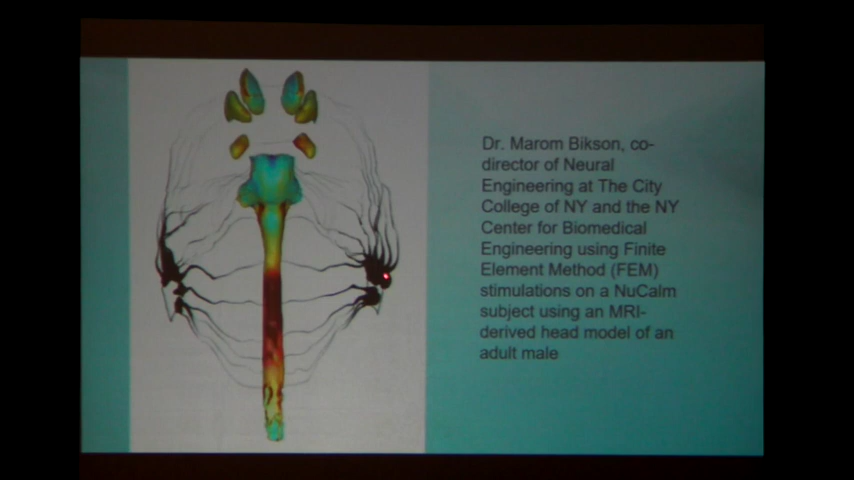 Dr. Marom Bikson, co-
director of Neural
Engineering at The City
College of NY and the NY
Center for Biomedical
Engineering using Finite
Element Method (FEM)
stimulations on a NuCalm
subject using an MRI-
derived head model of an
adult male